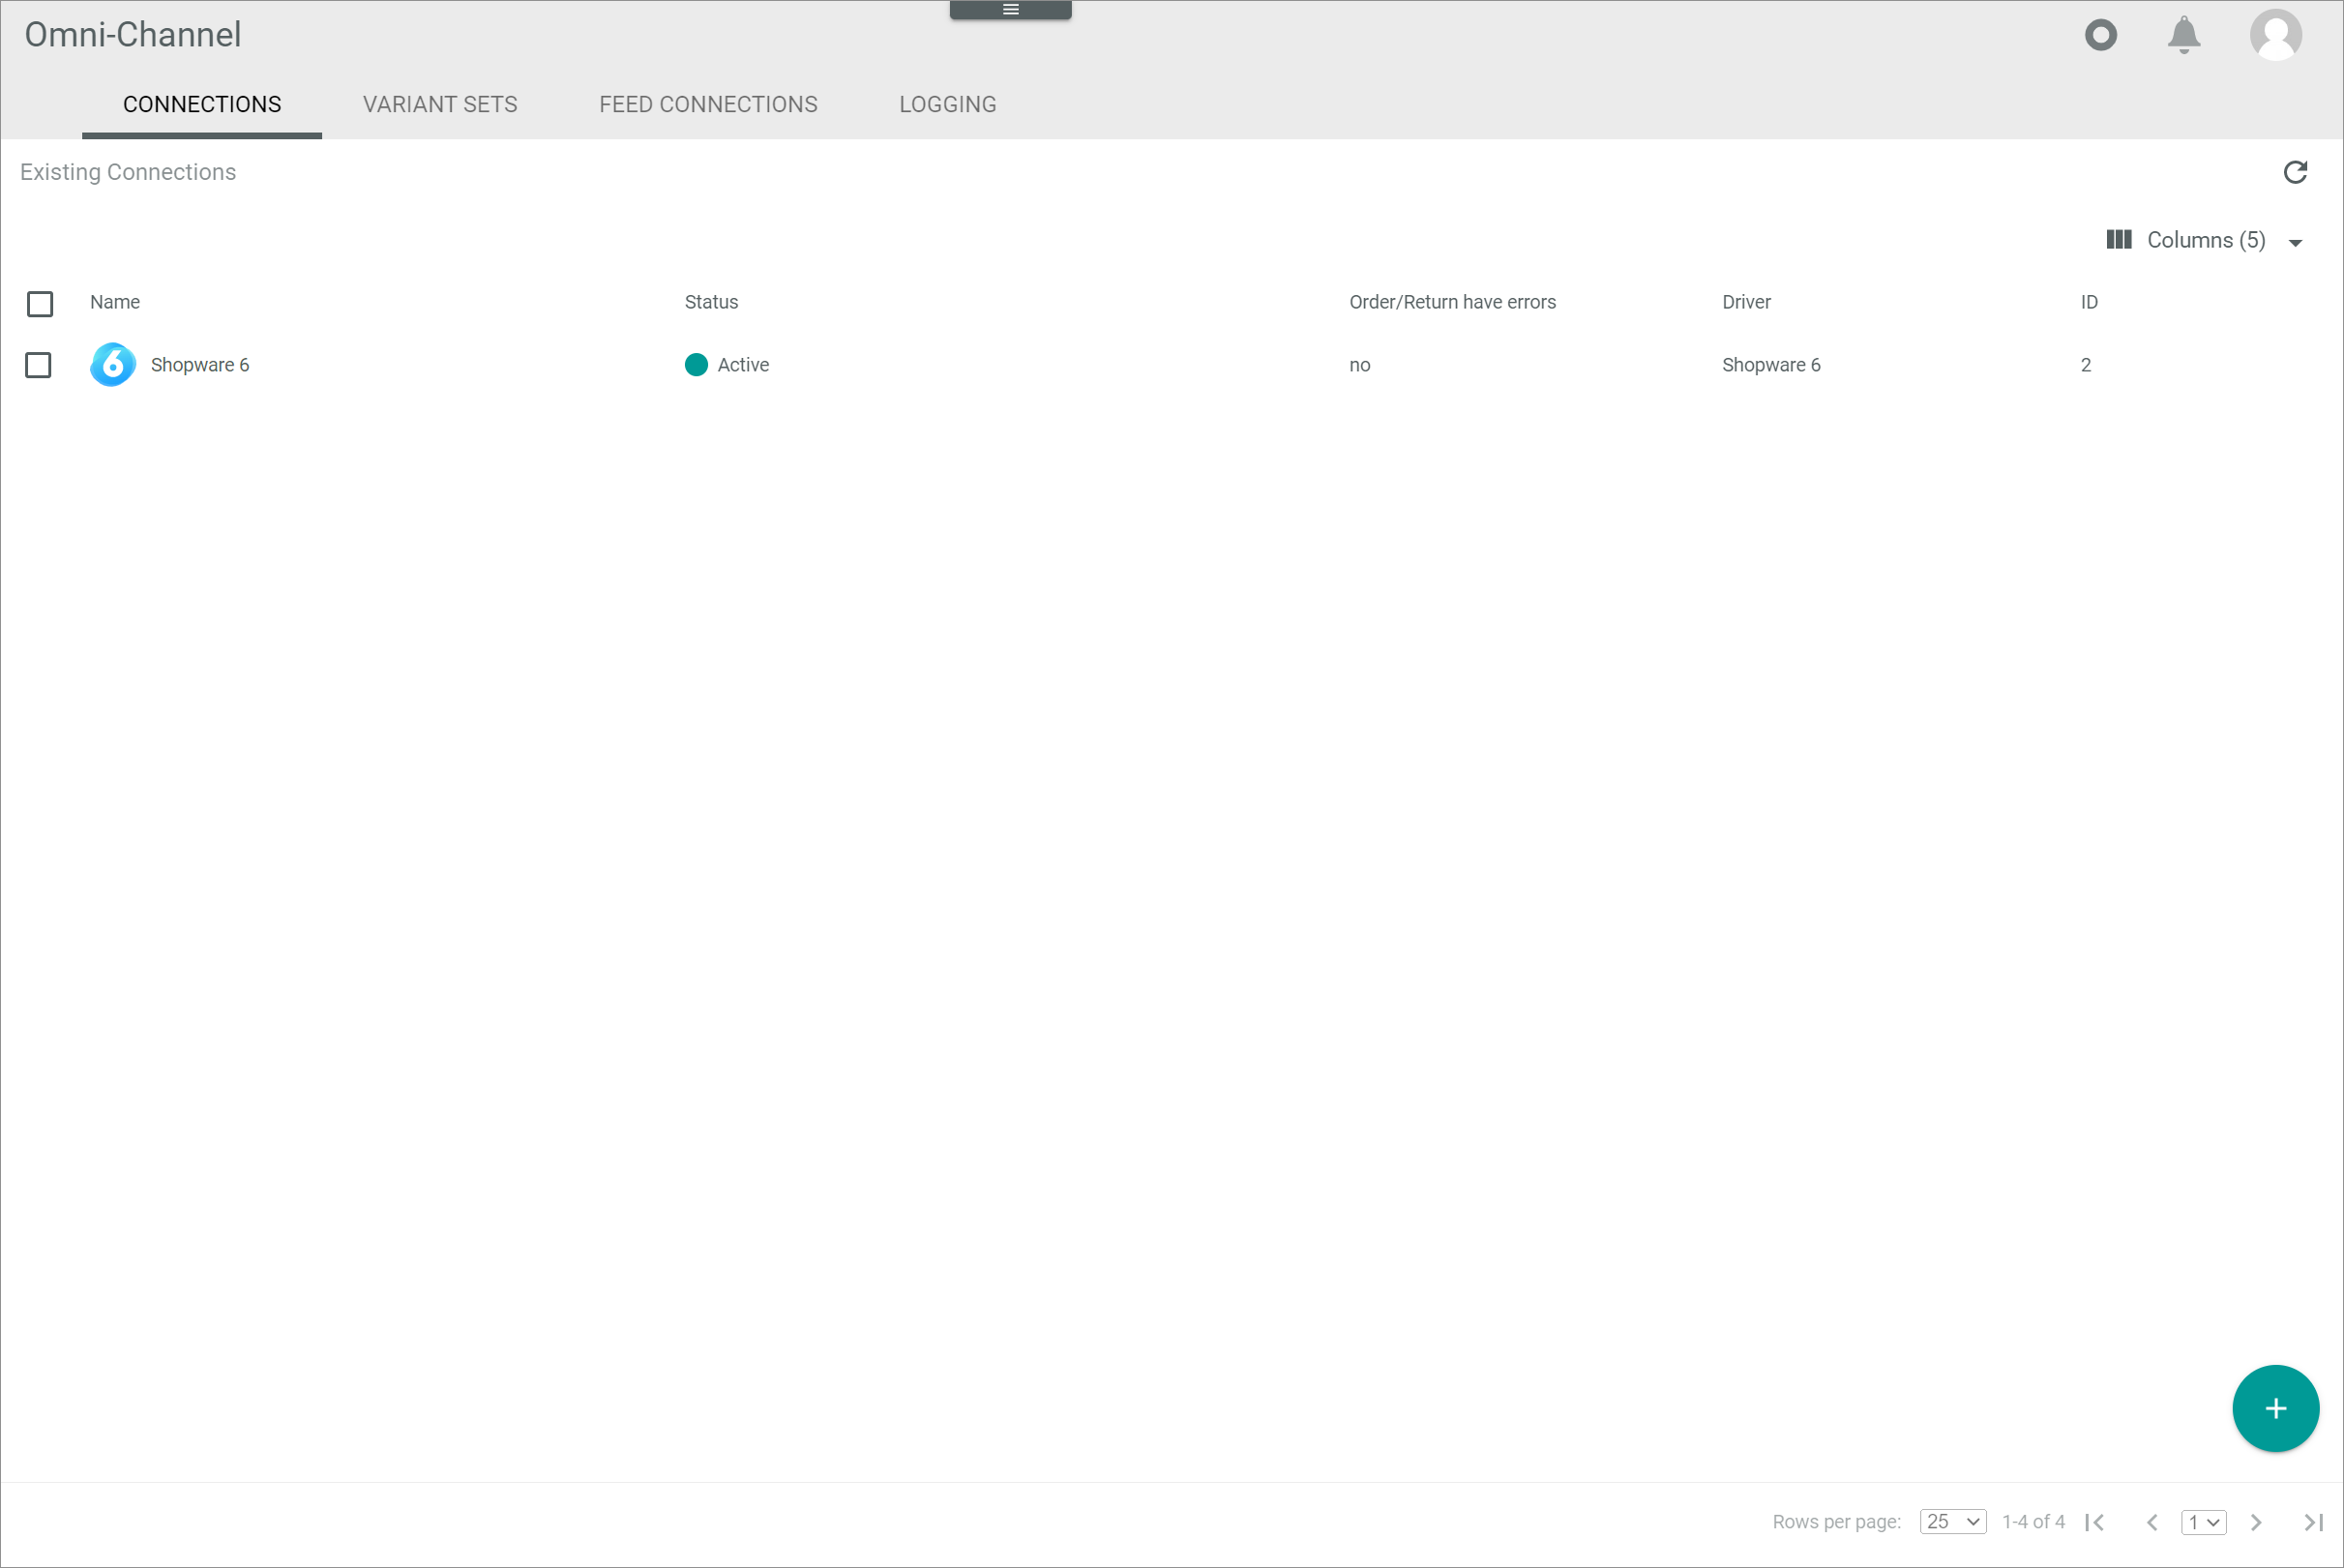 Omni-Channel
CONNECTIONS VARIANT SETS FEED CONNECTIONS LOGGING
Existing Connections
Columns (5)
Name Status Order/Return have errors Driver ID
6 Shopware 6 Active no Shopware 6 2
Rows per page: 25 1-4 of 4 1